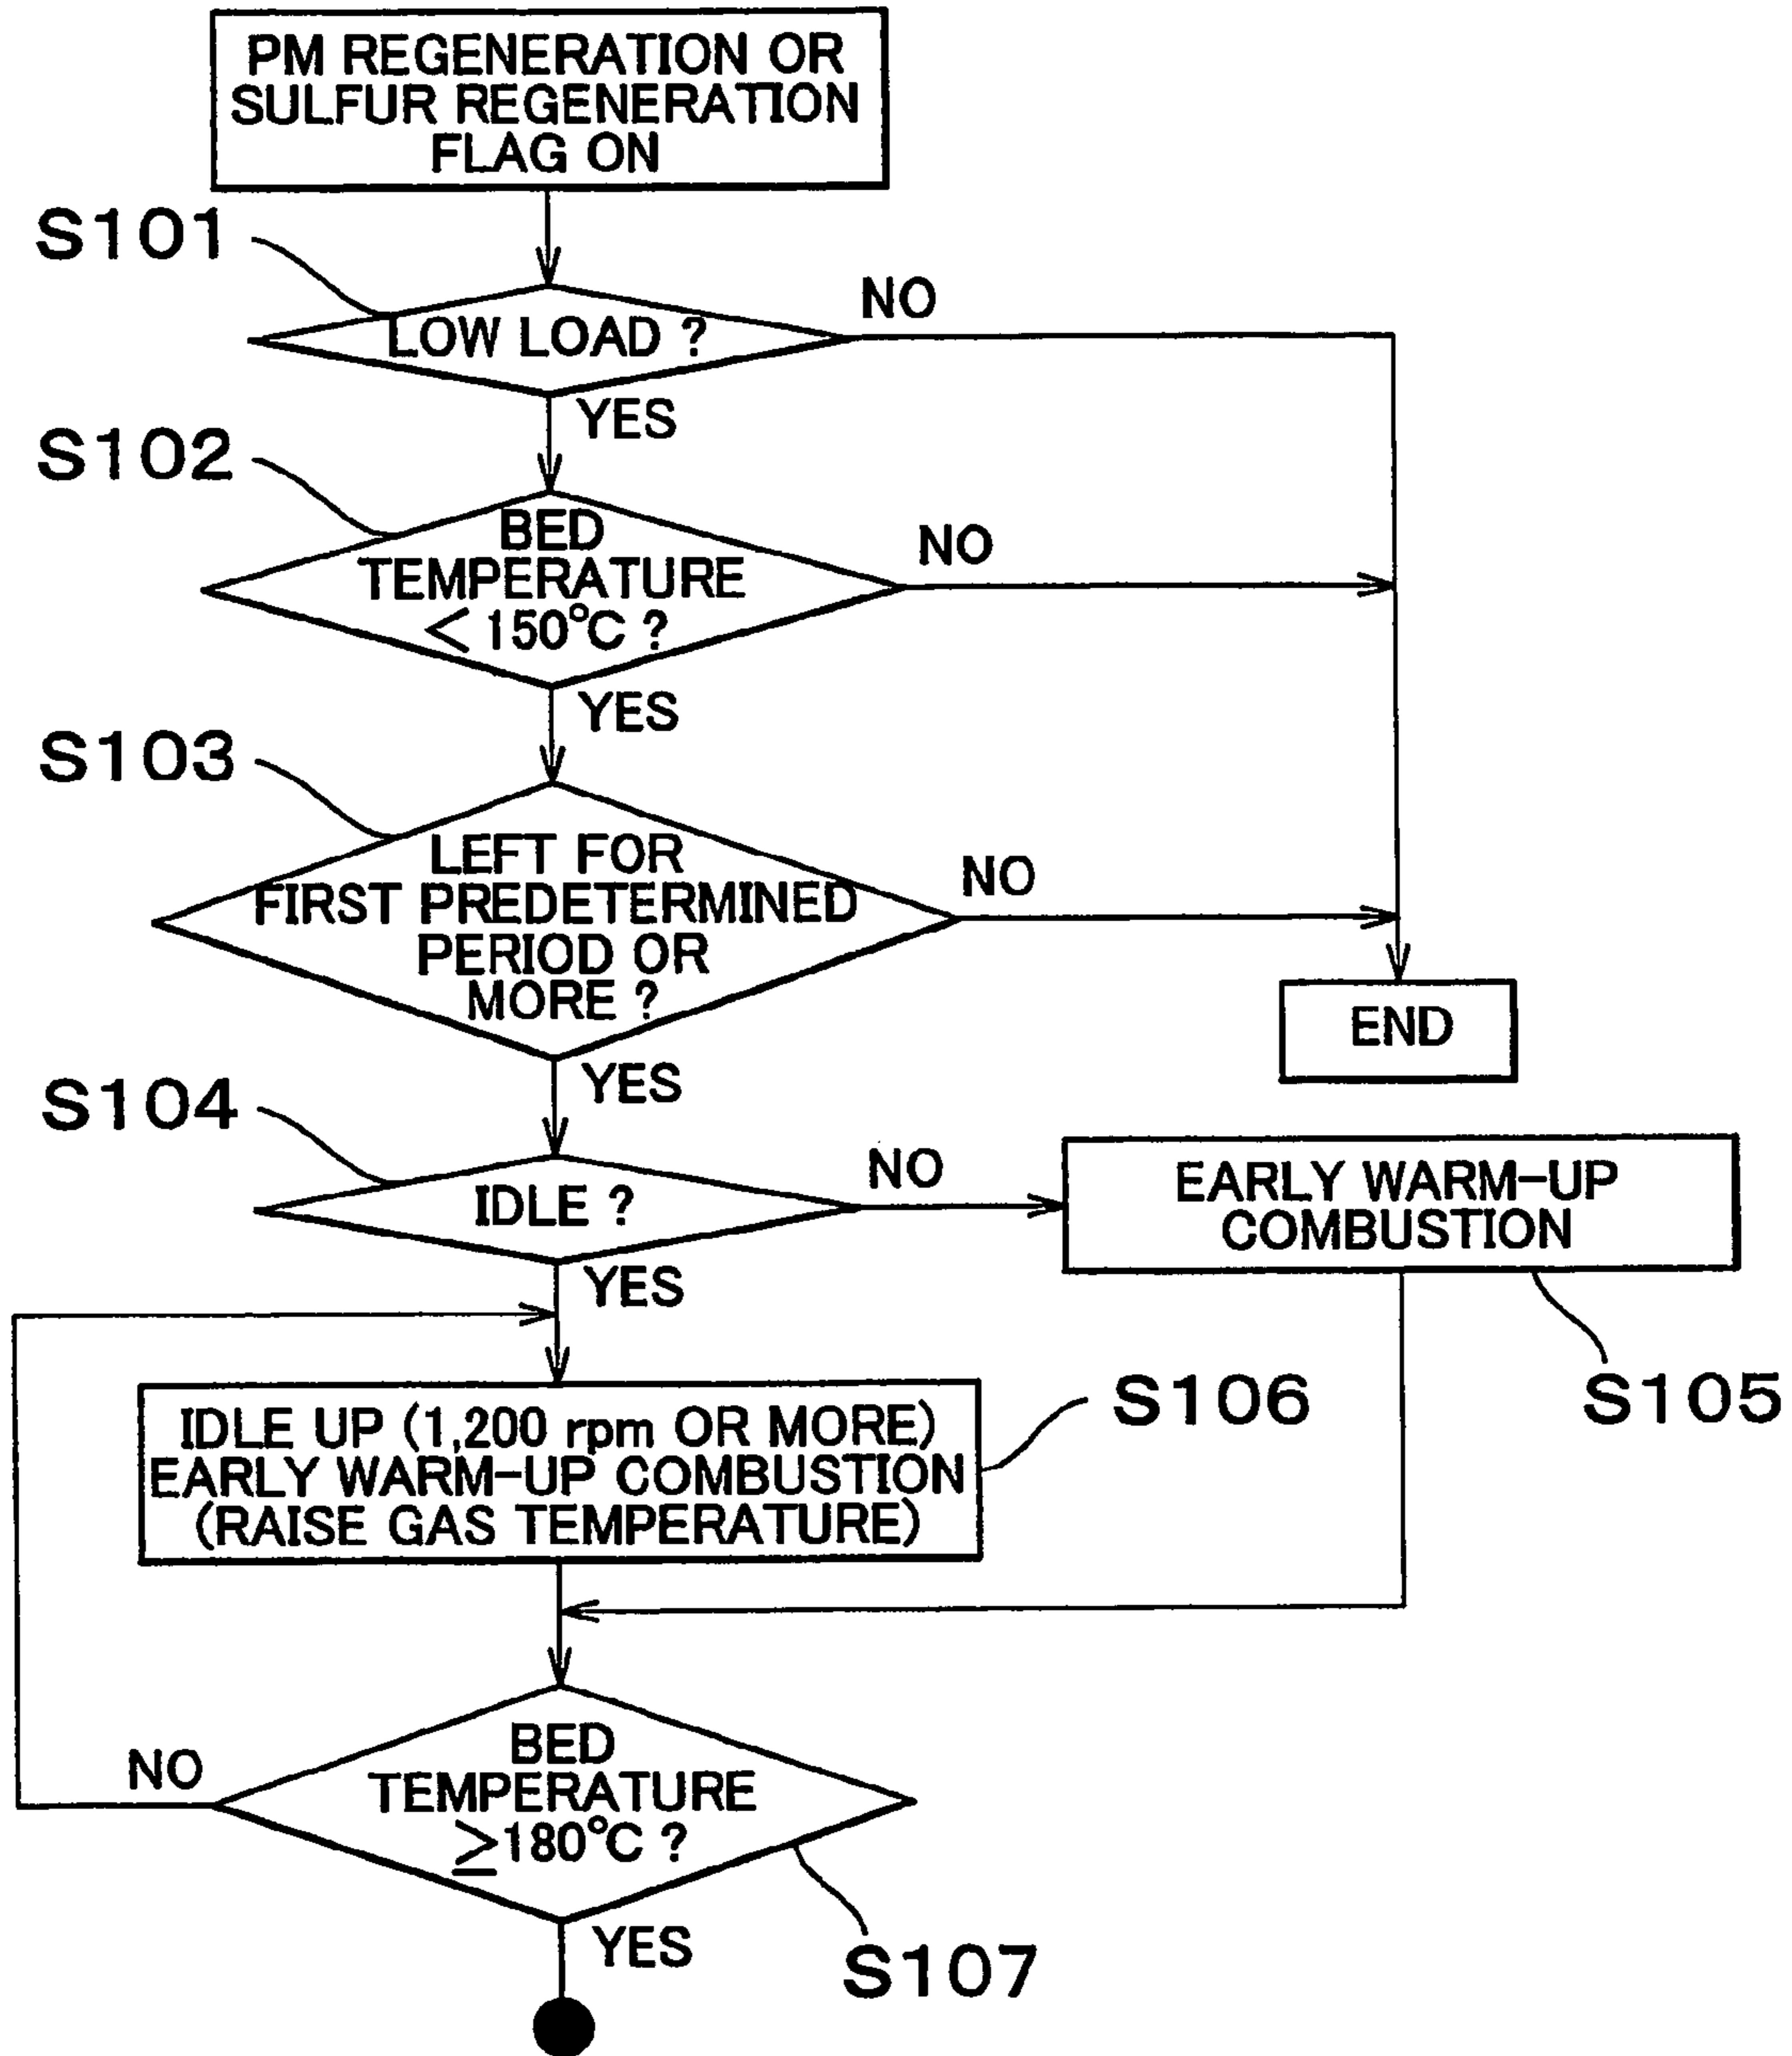 PM REGENERATION OR
SULFUR REGENERATION
FLAG ON
S101
LOW LOAD ?
NO
YES
S102
BED
TEMPERATURE
< 150°C ?
NO
YES
S103
LEFT FOR
FIRST PREDETERMINED
PERIOD OR
MORE ?
NO
END
YES
S104
IDLE ?
NO
EARLY WARM-UP
COMBUSTION
YES
S105
IDLE UP (1,200 rpm OR MORE)
EARLY WARM-UP COMBUSTION
(RAISE GAS TEMPERATURE)
S106
BED
TEMPERATURE
≥180°C ?
NO
YES
S107